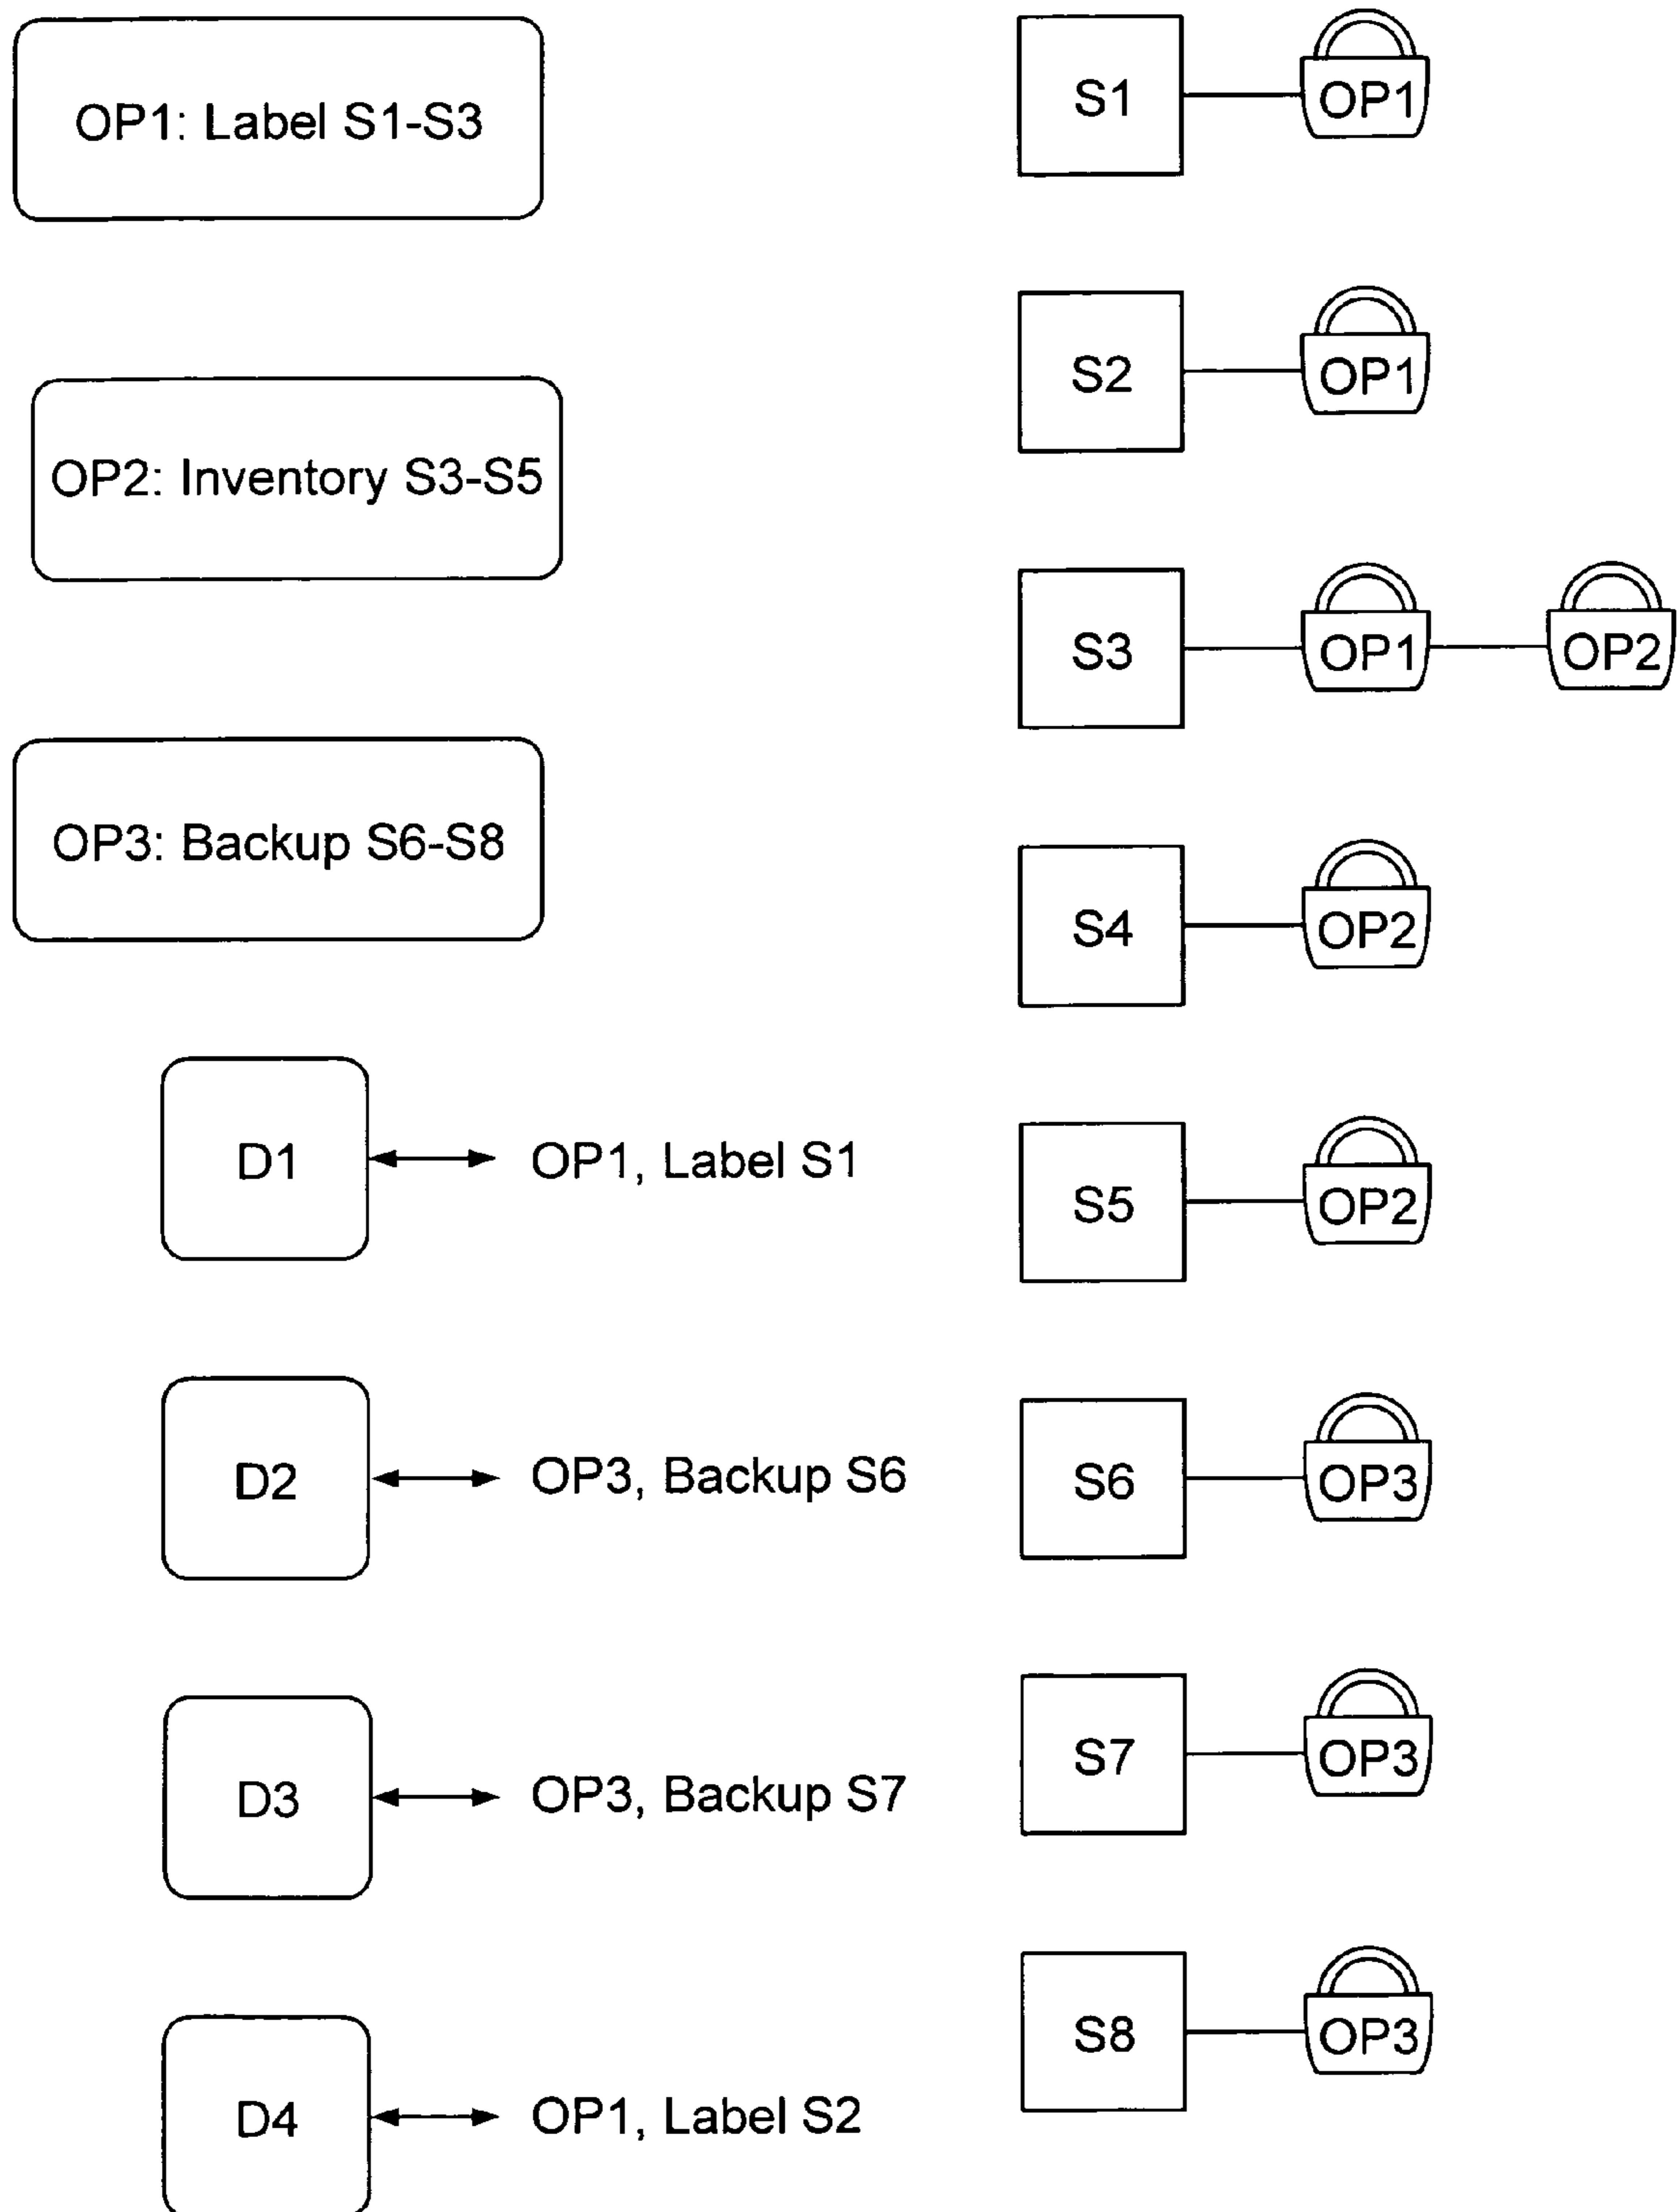 OP1: Label S1-S3
OP2: Inventory S3-S5
OP3: Backup S6-S8
D1
OP1, Label S1
D2
OP3, Backup S6
D3
OP3, Backup S7
D4
OP1, Label S2
S1
OP1
S2
OP1
S3
OP1
OP2
S4
OP2
S5
OP2
S6
OP3
S7
OP3
S8
OP3